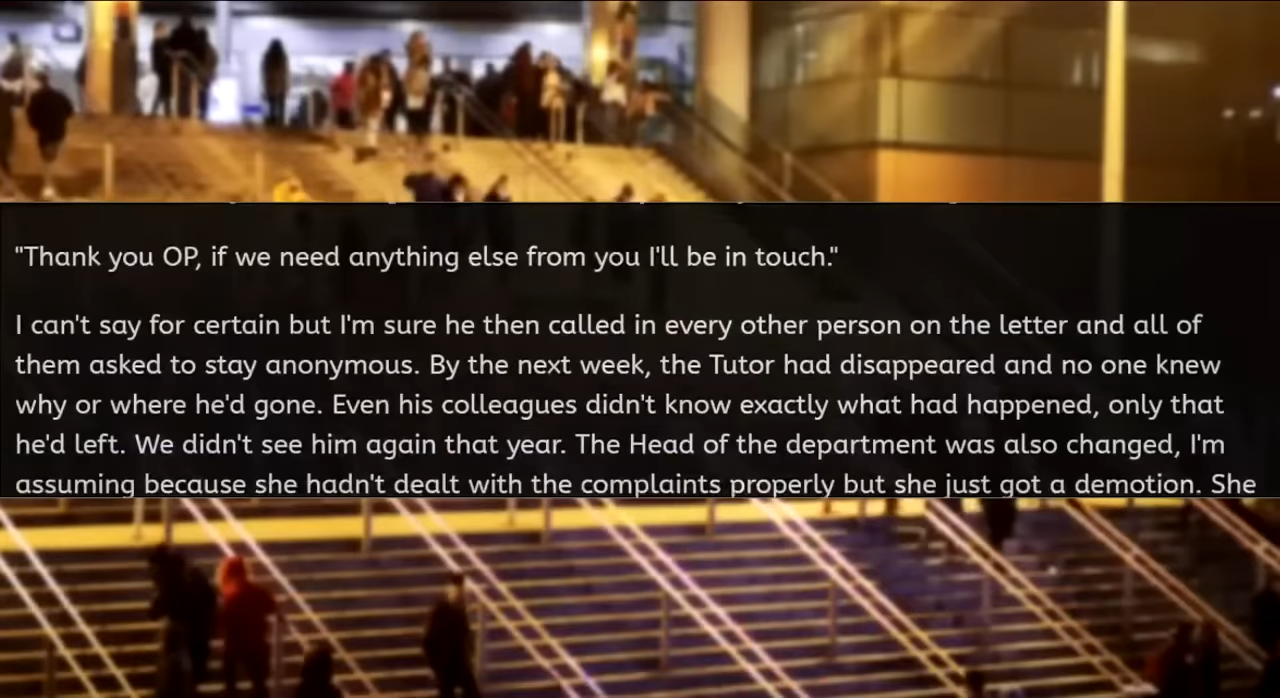 "Thank you OP, if we need anything else from you I'll be in touch."
I can't say for certain but I'm sure he then called in every other person on the letter and all of
them asked to stay anonymous. By the next week, the Tutor had disappeared and no one knew
why or where he'd gone. Even his colleagues didn't know exactly what had happened, only that
he'd left. We didn't see him again that year. The Head of the department was also changed, I'm
assuming because she hadn't dealt with the complaints properly but she just got a demotion. She